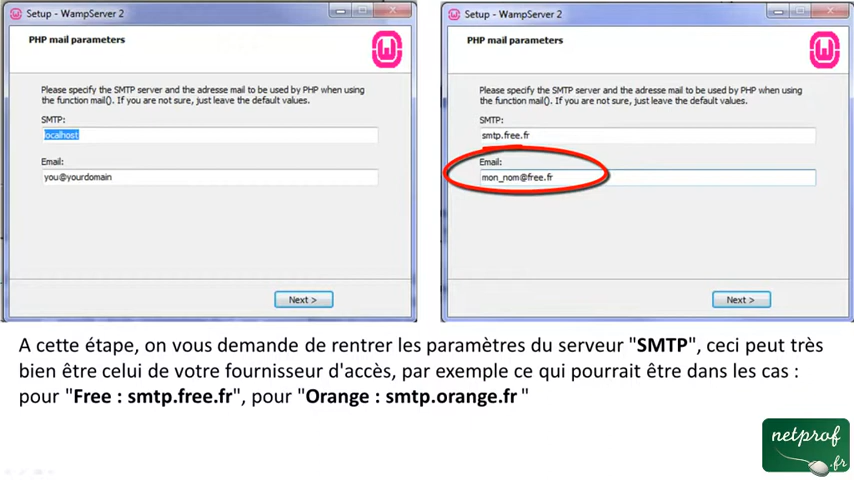 Setup - WampServer 2
PHP mail parameters
Please specify the SMTP server and the adresse mail to be used by PHP when using
the function mail(). If you are not sure, just leave the default values.
SMTP:
localhost
Email:
you@yourdomain
Next >
Setup - WampServer 2
PHP mail parameters
Please specify the SMTP server and the adresse mail to be used by PHP when using
the function mail(). If you are not sure, just leave the default values.
SMTP:
smtp.free.fr
Email:
mon_nom@free.fr
Next >
A cette étape, on vous demande de rentrer les paramètres du serveur "SMTP", ceci peut très
bien être celui de votre fournisseur d'accès, par exemple ce qui pourrait être dans les cas :
pour "Free : smtp.free.fr", pour "Orange : smtp.orange.fr "
netprof
.fr